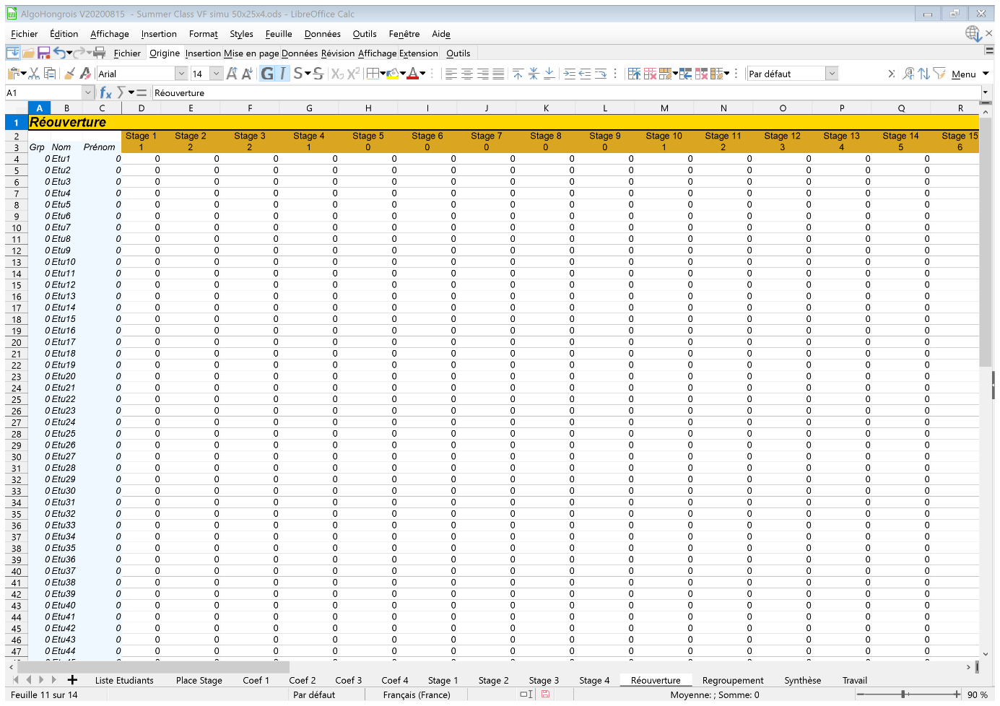 AlgoHongrois V20200815 - Summer Class VF simu 50x25x4.ods - LibreOffice Calc
Fichier Édition Affichage Insertion Format Styles Feuille Données Outils Fenêtre Aide
Fichier Origine Insertion Mise en page Données Révision Affichage Extension Outils
Arial 14 G I S S X₂ X² Par défaut Menu
A1 fx Réouverture
A B C D E F G H I J K L M N O P Q R
1 Réouverture
2 Stage 1 Stage 2 Stage 3 Stage 4 Stage 5 Stage 6 Stage 7 Stage 8 Stage 9 Stage 10 Stage 11 Stage 12 Stage 13 Stage 14 Stage 15
3 Grp Nom Prénom 1 2 2 1 0 0 0 0 0 1 2 3 4 5 6
4 0 Etu1 0 0 0 0 0 0 0 0 0 0 0 0 0 0 0
5 0 Etu2 0 0 0 0 0 0 0 0 0 0 0 0 0 0 0
6 0 Etu3 0 0 0 0 0 0 0 0 0 0 0 0 0 0 0
7 0 Etu4 0 0 0 0 0 0 0 0 0 0 0 0 0 0 0
8 0 Etu5 0 0 0 0 0 0 0 0 0 0 0 0 0 0 0
9 0 Etu6 0 0 0 0 0 0 0 0 0 0 0 0 0 0 0
10 0 Etu7 0 0 0 0 0 0 0 0 0 0 0 0 0 0 0
11 0 Etu8 0 0 0 0 0 0 0 0 0 0 0 0 0 0 0
12 0 Etu9 0 0 0 0 0 0 0 0 0 0 0 0 0 0 0
13 0 Etu10 0 0 0 0 0 0 0 0 0 0 0 0 0 0 0
14 0 Etu11 0 0 0 0 0 0 0 0 0 0 0 0 0 0 0
15 0 Etu12 0 0 0 0 0 0 0 0 0 0 0 0 0 0 0
16 0 Etu13 0 0 0 0 0 0 0 0 0 0 0 0 0 0 0
17 0 Etu14 0 0 0 0 0 0 0 0 0 0 0 0 0 0 0
18 0 Etu15 0 0 0 0 0 0 0 0 0 0 0 0 0 0 0
19 0 Etu16 0 0 0 0 0 0 0 0 0 0 0 0 0 0 0
20 0 Etu17 0 0 0 0 0 0 0 0 0 0 0 0 0 0 0
21 0 Etu18 0 0 0 0 0 0 0 0 0 0 0 0 0 0 0
22 0 Etu19 0 0 0 0 0 0 0 0 0 0 0 0 0 0 0
23 0 Etu20 0 0 0 0 0 0 0 0 0 0 0 0 0 0 0
24 0 Etu21 0 0 0 0 0 0 0 0 0 0 0 0 0 0 0
25 0 Etu22 0 0 0 0 0 0 0 0 0 0 0 0 0 0 0
26 0 Etu23 0 0 0 0 0 0 0 0 0 0 0 0 0 0 0
27 0 Etu24 0 0 0 0 0 0 0 0 0 0 0 0 0 0 0
28 0 Etu25 0 0 0 0 0 0 0 0 0 0 0 0 0 0 0
29 0 Etu26 0 0 0 0 0 0 0 0 0 0 0 0 0 0 0
30 0 Etu27 0 0 0 0 0 0 0 0 0 0 0 0 0 0 0
31 0 Etu28 0 0 0 0 0 0 0 0 0 0 0 0 0 0 0
32 0 Etu29 0 0 0 0 0 0 0 0 0 0 0 0 0 0 0
33 0 Etu30 0 0 0 0 0 0 0 0 0 0 0 0 0 0 0
34 0 Etu31 0 0 0 0 0 0 0 0 0 0 0 0 0 0 0
35 0 Etu32 0 0 0 0 0 0 0 0 0 0 0 0 0 0 0
36 0 Etu33 0 0 0 0 0 0 0 0 0 0 0 0 0 0 0
37 0 Etu34 0 0 0 0 0 0 0 0 0 0 0 0 0 0 0
38 0 Etu35 0 0 0 0 0 0 0 0 0 0 0 0 0 0 0
39 0 Etu36 0 0 0 0 0 0 0 0 0 0 0 0 0 0 0
40 0 Etu37 0 0 0 0 0 0 0 0 0 0 0 0 0 0 0
41 0 Etu38 0 0 0 0 0 0 0 0 0 0 0 0 0 0 0
42 0 Etu39 0 0 0 0 0 0 0 0 0 0 0 0 0 0 0
43 0 Etu40 0 0 0 0 0 0 0 0 0 0 0 0 0 0 0
44 0 Etu41 0 0 0 0 0 0 0 0 0 0 0 0 0 0 0
45 0 Etu42 0 0 0 0 0 0 0 0 0 0 0 0 0 0 0
46 0 Etu43 0 0 0 0 0 0 0 0 0 0 0 0 0 0 0
47 0 Etu44 0 0 0 0 0 0 0 0 0 0 0 0 0 0 0
Liste Etudiants Place Stage Coef 1 Coef 2 Coef 3 Coef 4 Stage 1 Stage 2 Stage 3 Stage 4 Réouverture Regroupement Synthèse Travail
Feuille 11 sur 14 Par défaut Français (France) Moyenne: ; Somme: 0 90 %